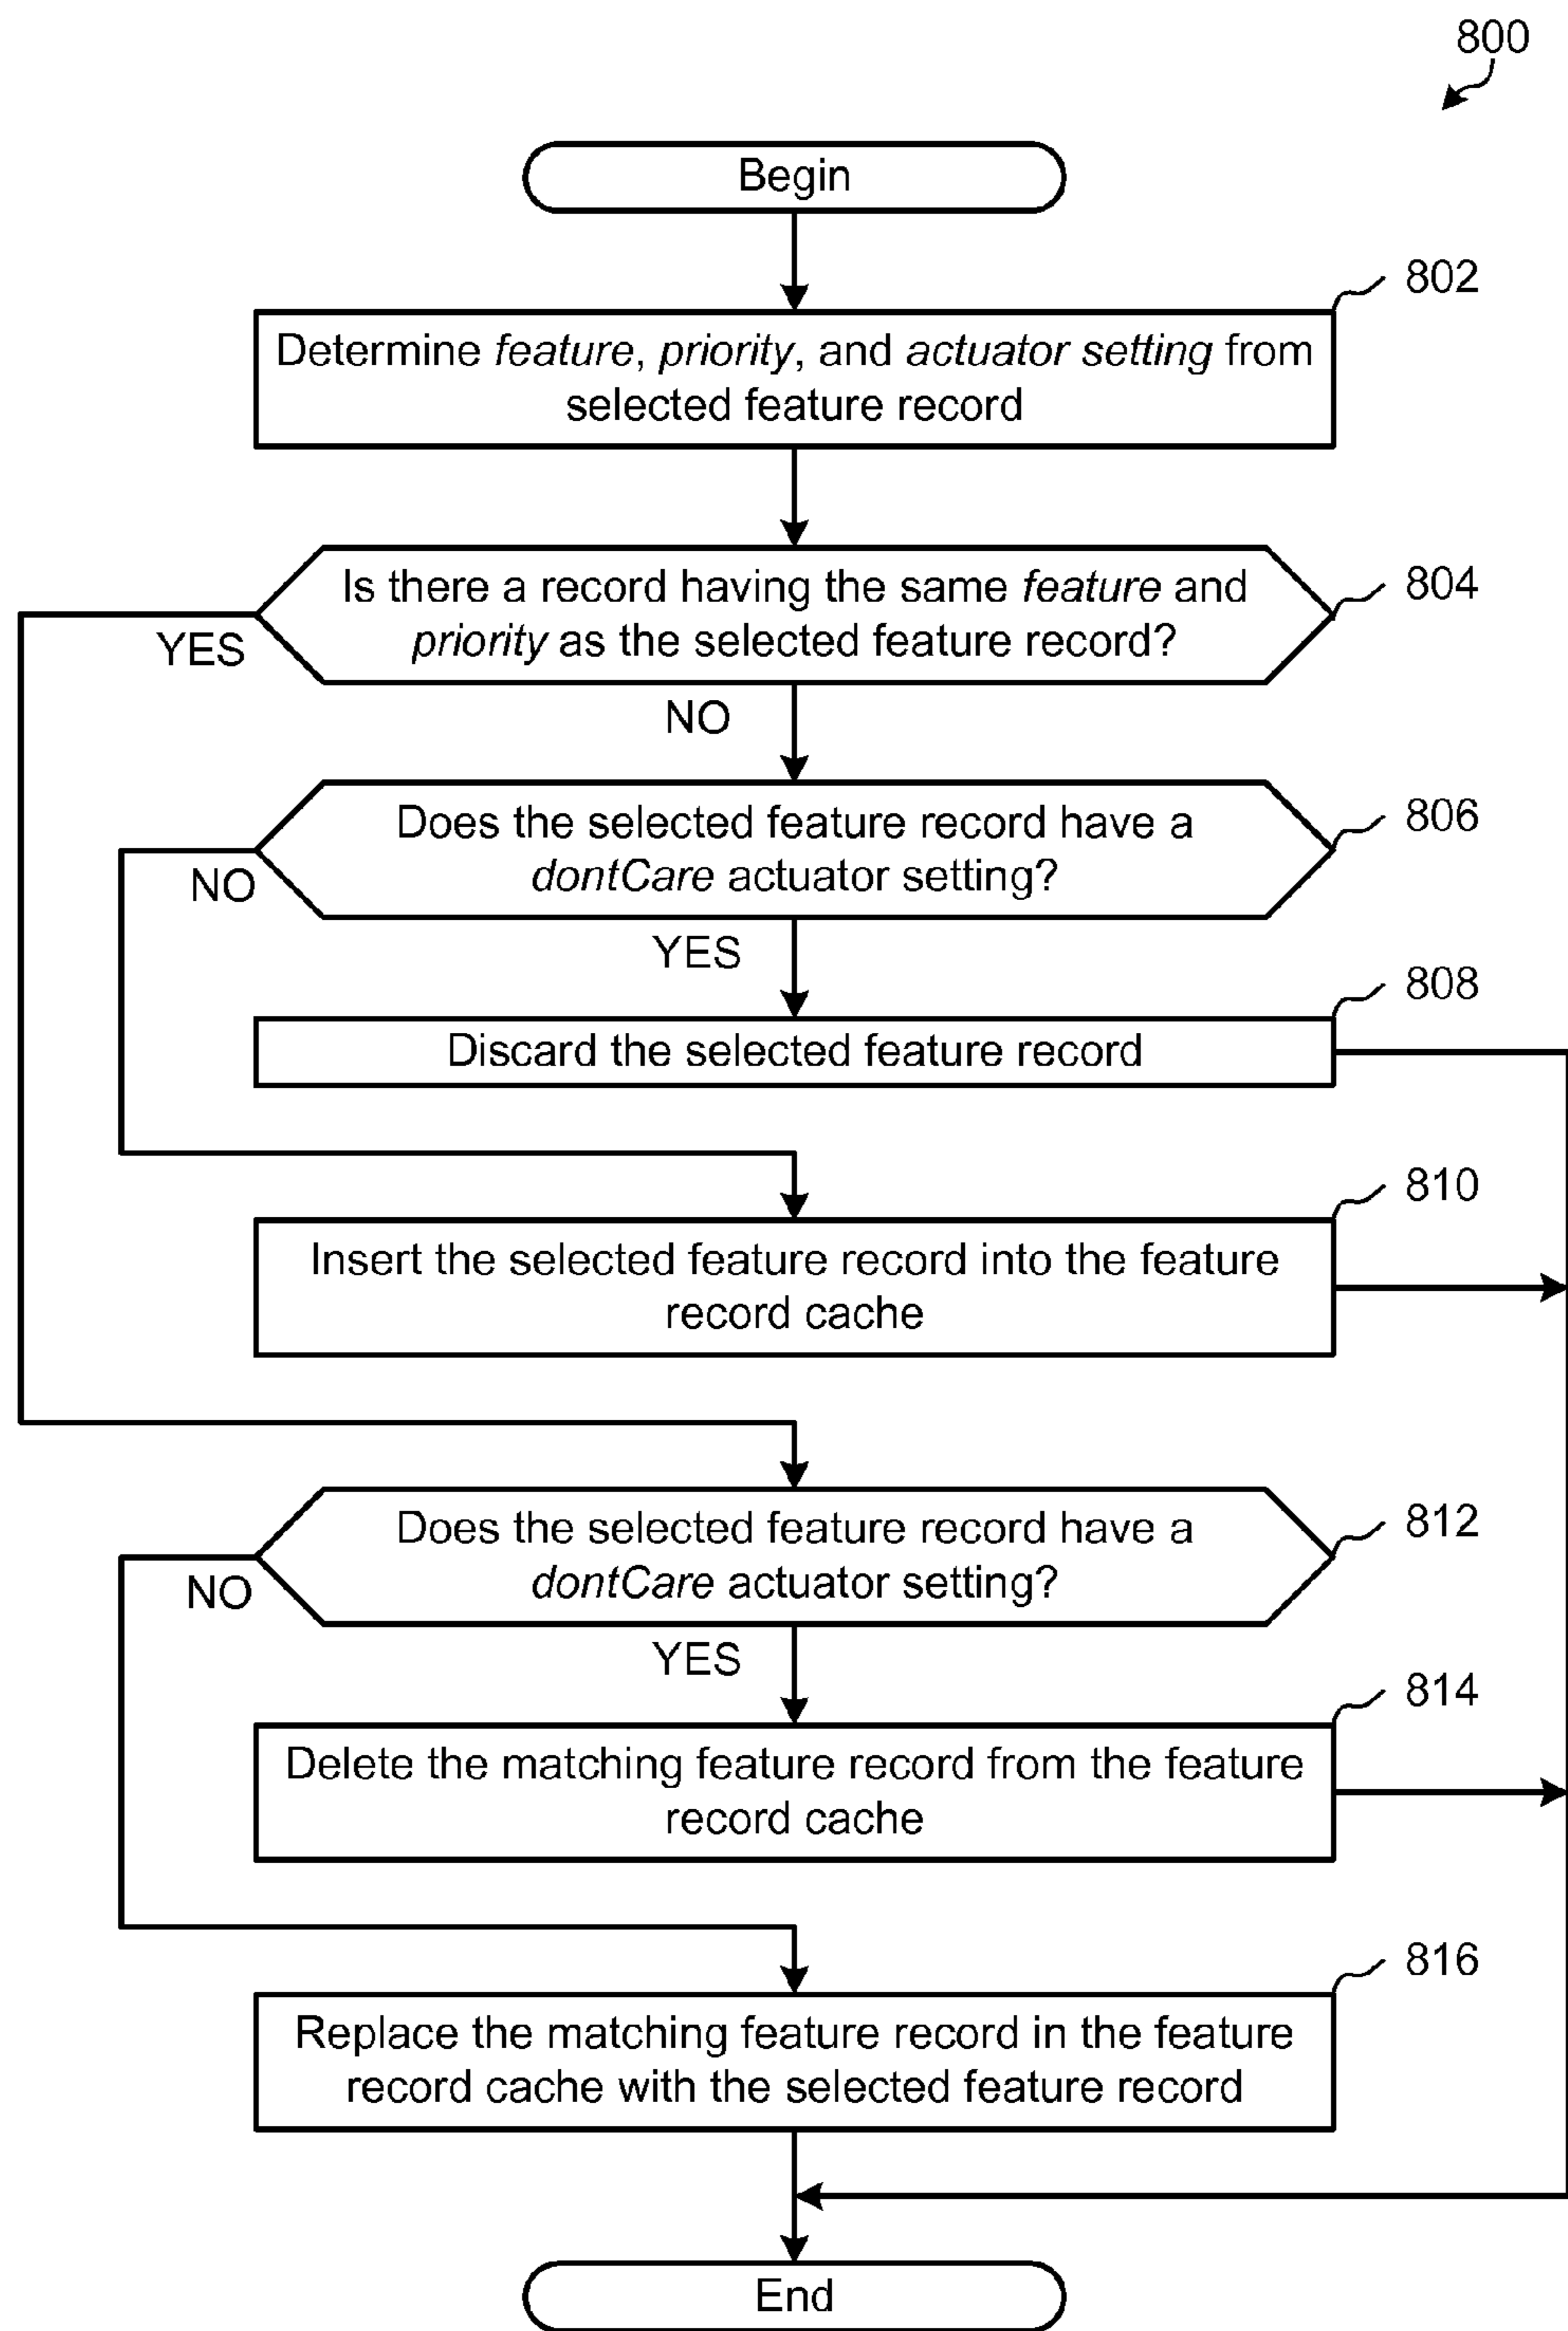 800
Begin
802
Determine feature, priority, and actuator setting from
selected feature record
804
Is there a record having the same feature and
priority as the selected feature record?
YES
NO
806
Does the selected feature record have a
dontCare actuator setting?
NO
YES
808
Discard the selected feature record
810
Insert the selected feature record into the feature
record cache
812
Does the selected feature record have a
dontCare actuator setting?
NO
YES
814
Delete the matching feature record from the feature
record cache
816
Replace the matching feature record in the feature
record cache with the selected feature record
End